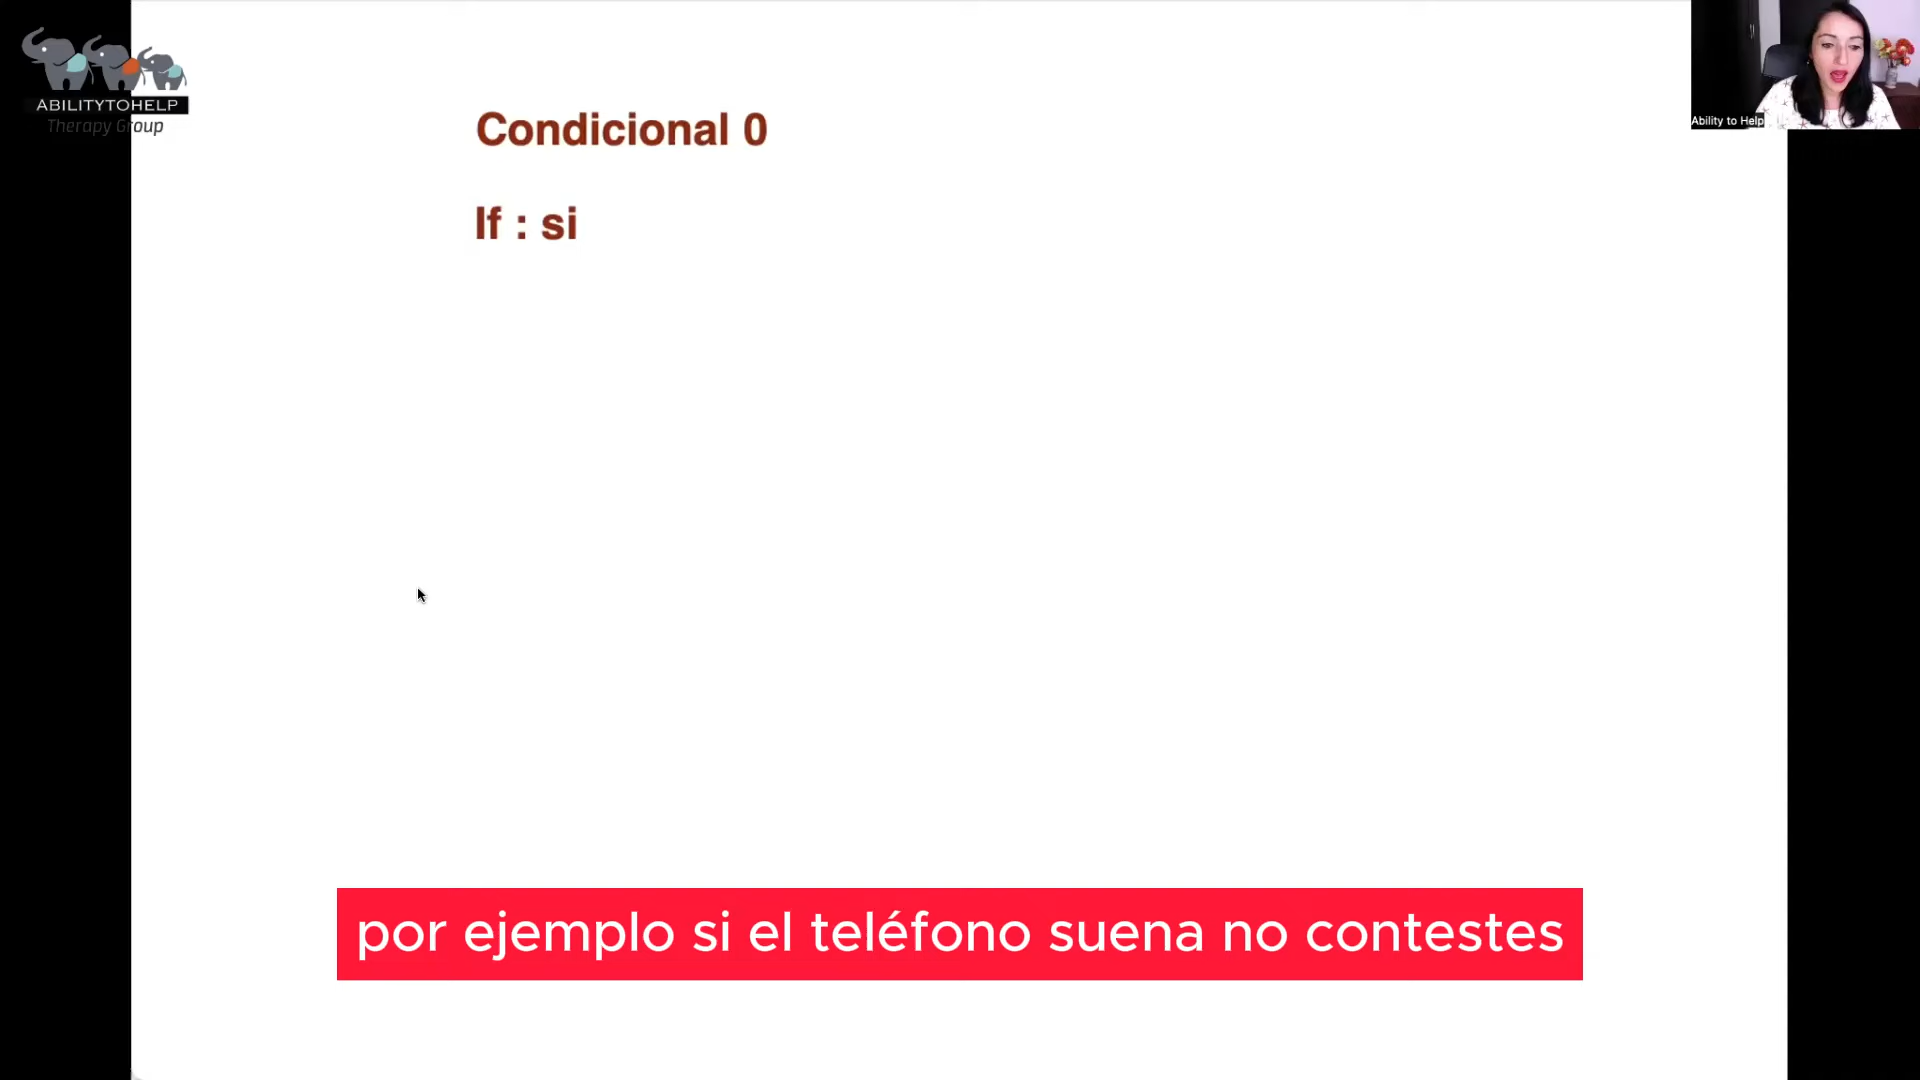 ABILITYTOHELP
Therapy Group
Ability to Help
Condicional 0
If : si
por ejemplo si el teléfono suena no contestes